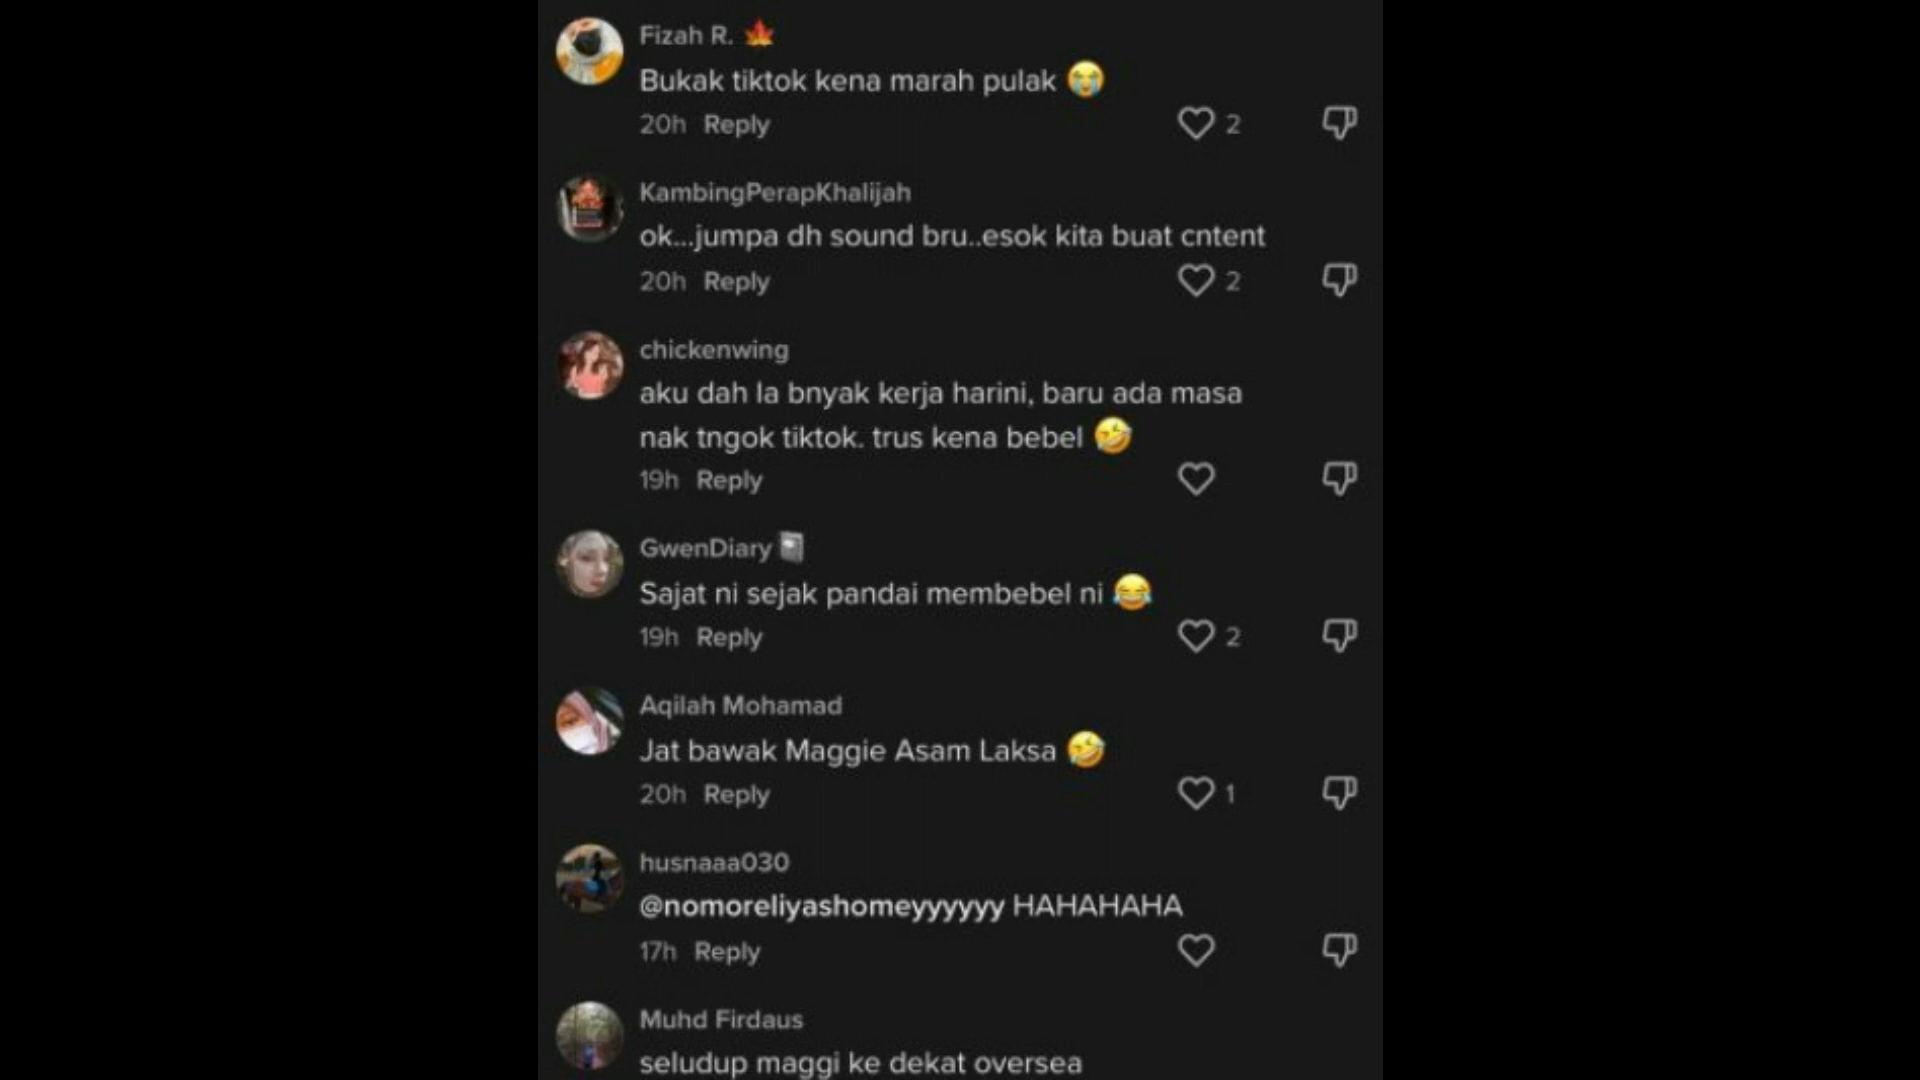 Fizah R. 🍁
Bukak tiktok kena marah pulak 😭
20h Reply 2
KambingPerapKhalijah
ok...jumpa dh sound bru..esok kita buat cntent
20h Reply 2
chickenwing
aku dah la bnyak kerja harini, baru ada masa
nak tngok tiktok. trus kena bebel 🤣
19h Reply
GwenDiary 📓
Sajat ni sejak pandai membebel ni 😂
19h Reply 2
Aqilah Mohamad
Jat bawak Maggie Asam Laksa 🤣
20h Reply 1
husnaaa030
@nomoreliyashomeyyyyyy HAHAHAHA
17h Reply
Muhd Firdaus
seludup maggi ke dekat oversea